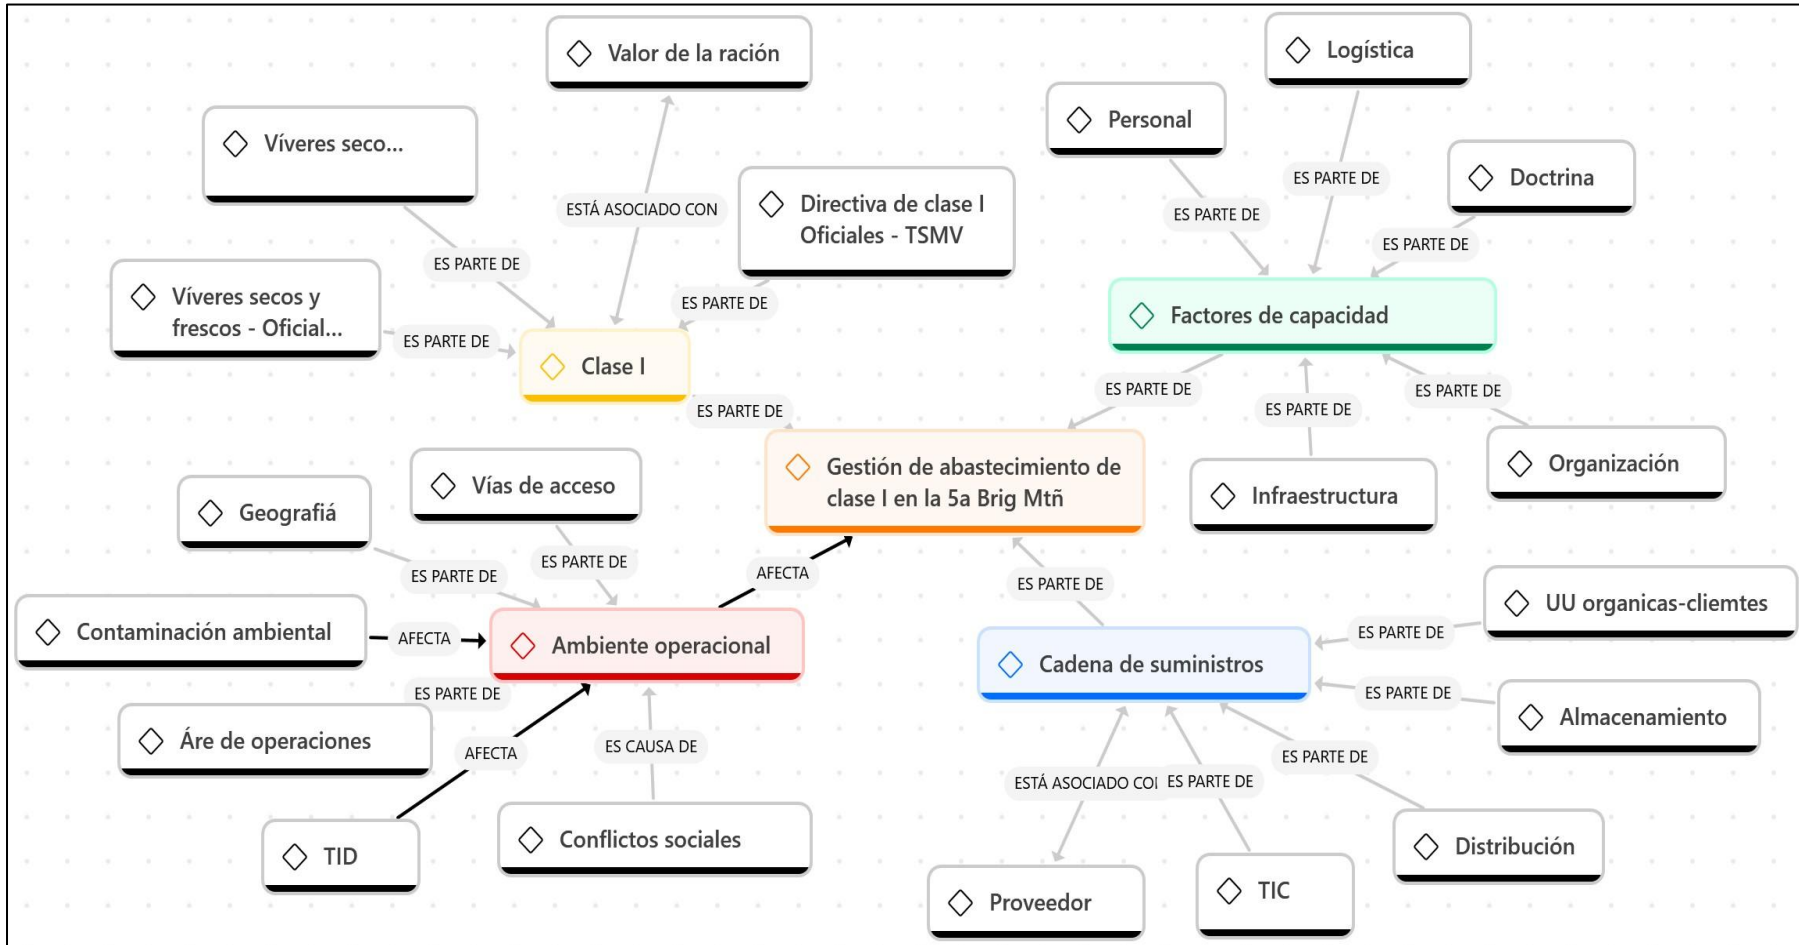 Valor de la ración
Logística
Personal
Víveres seco...
ES PARTE DE
Doctrina
ESTÁ ASOCIADO CON
Directiva de clase I
Oficiales - TSMV
ES PARTE DE
ES PARTE DE
ES PARTE DE
Víveres secos y
frescos - Oficial...
ES PARTE DE
ES PARTE DE
Factores de capacidad
Clase I
ES PARTE DE
ES PARTE DE
ES PARTE DE
ES PARTE DE
Gestión de abastecimiento de
clase I en la 5a Brig Mtñ
Organización
Infraestructura
Vías de acceso
Geografiá
ES PARTE DE
ES PARTE DE
AFECTA
ES PARTE DE
UU organicas-cliemtes
Contaminación ambiental
AFECTA
Ambiente operacional
ES PARTE DE
Cadena de suministros
ES PARTE DE
ES PARTE DE
Almacenamiento
Áre de operaciones
AFECTA
ES CAUSA DE
ES PARTE DE
ESTÁ ASOCIADO CO
ES PARTE DE
TID
Conflictos sociales
Distribución
Proveedor
TIC